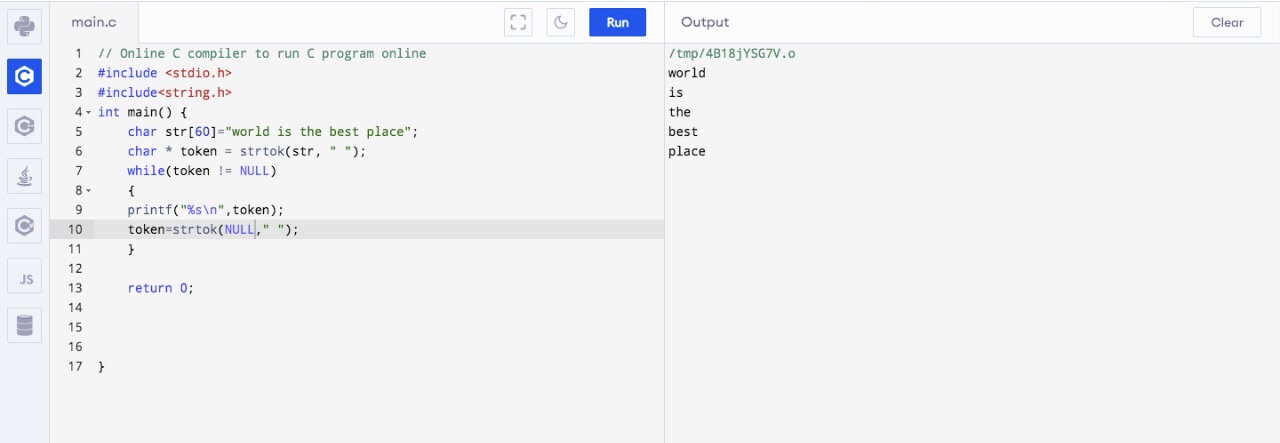 main.c
Run
Output
Clear
1 // Online C compiler to run C program online
2 #include <stdio.h>
3 #include<string.h>
4 int main() {
5 char str[60]="world is the best place";
6 char * token = strtok(str, " ");
7 while(token != NULL)
8 {
9 printf("%s\n",token);
10 token=strtok(NULL," ");
11 }
12
13 return 0;
14
15
16
17 }
/tmp/4B18jYSG7V.o
world
is
the
best
place
JS